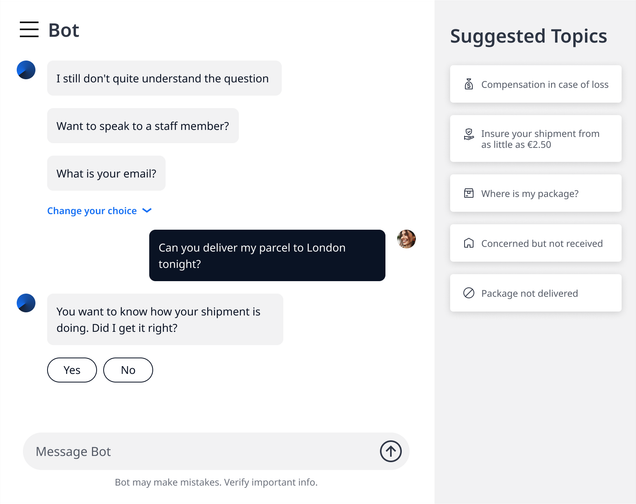 Bot
I still don't quite understand the question
Want to speak to a staff member?
What is your email?
Change your choice
Can you deliver my parcel to London
tonight?
You want to know how your shipment is
doing. Did I get it right?
Yes
No
Message Bot
Bot may make mistakes. Verify important info.
Suggested Topics
Compensation in case of loss
Insure your shipment from
as little as €2.50
Where is my package?
Concerned but not received
Package not delivered